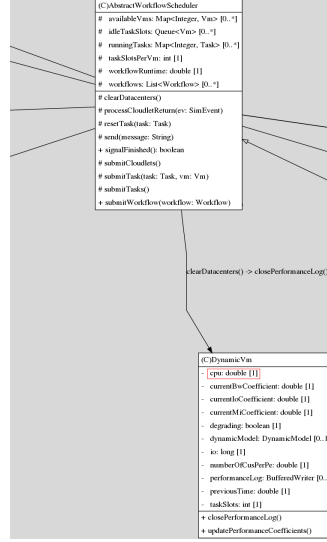 (C)AbstractWorkflowScheduler
# availableVms: Map<Integer, Vm> [0..*]
# idleTaskSlots: Queue<Vm> [0..*]
# runningTasks: Map<Integer, Task> [0..*]
# taskSlotsPerVm: int [1]
# workflowRuntime: double [1]
# workflows: List<Workflow> [0..*]
# clearDatacenters()
# processCloudletReturn(ev: SimEvent)
# resetTask(task: Task)
# send(message: String)
+ signalFinished(): boolean
# submitCloudlets()
# submitTask(task: Task, vm: Vm)
# submitTasks()
+ submitWorkflow(workflow: Workflow)
clearDatacenters() -> closePerformanceLog()
(C)DynamicVm
- cpu: double [1]
- currentBwCoefficient: double [1]
- currentIoCoefficient: double [1]
- currentMiCoefficient: double [1]
- degrading: boolean [1]
- dynamicModel: DynamicModel [0..1
- io: long [1]
- numberOfCusPerPe: double [1]
- performanceLog: BufferedWriter [0..
- previousTime: double [1]
- taskSlots: int [1]
+ closePerformanceLog()
+ updatePerformanceCoefficients()